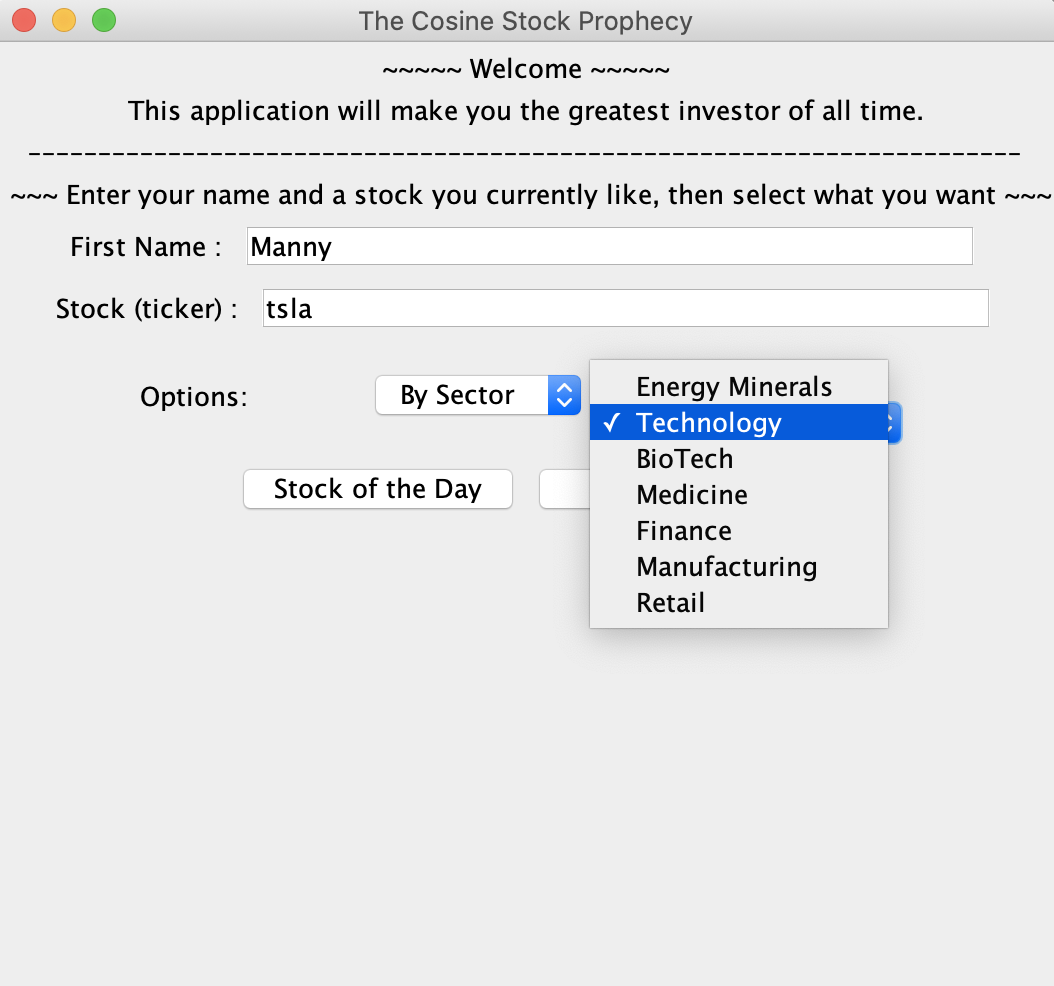 The Cosine Stock Prophecy
~~~~~ Welcome ~~~~~
This application will make you the greatest investor of all time.
-----------------------------------------------------------------------
~~~ Enter your name and a stock you currently like, then select what you want ~~~
First Name : Manny
Stock (ticker) : tsla
Options: By Sector
Energy Minerals
✓ Technology
BioTech
Medicine
Finance
Manufacturing
Retail
Stock of the Day